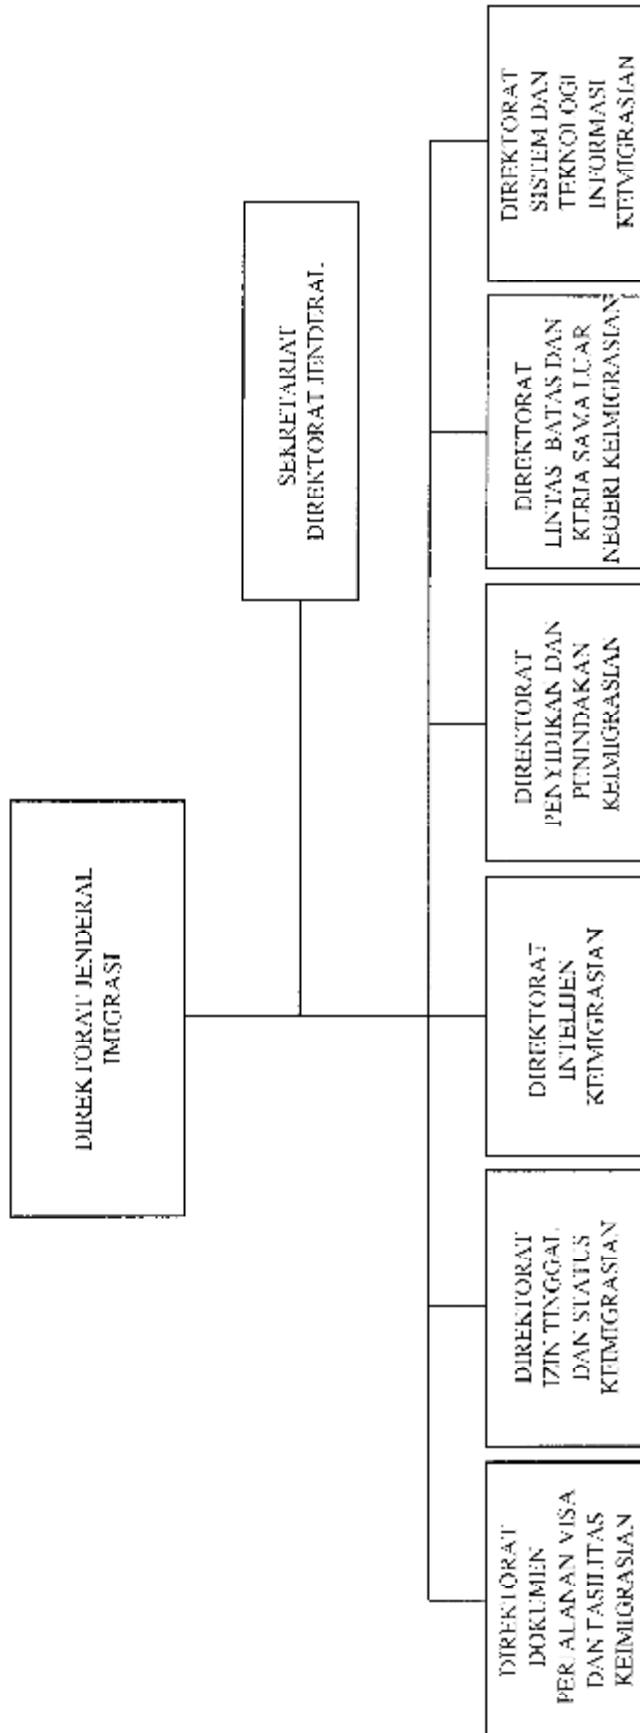 DIREKTORAT JENDERAL
IMIGRASI
SEKRETARIAT
DIREKTORAT JENDERAL
DIREKTORAT
DOKUMEN
PERJALANAN VISA
DAN FASILITAS
KEIMIGRASIAN
DIREKTORAT
IZIN TINGGAL
DAN STATUS
KEIMIGRASIAN
DIREKTORAT
INTELIJEN
KEIMIGRASIAN
DIREKTORAT
PENYIDIKAN DAN
PENINDAKAN
KEIMIGRASIAN
DIREKTORAT
LINTAS BATAS DAN
KERJA SAMA LUAR
NEGERI KEIMIGRASIAN
DIREKTORAT
SISTEM DAN
TEKNOLOGI
INFORMASI
KEIMIGRASIAN